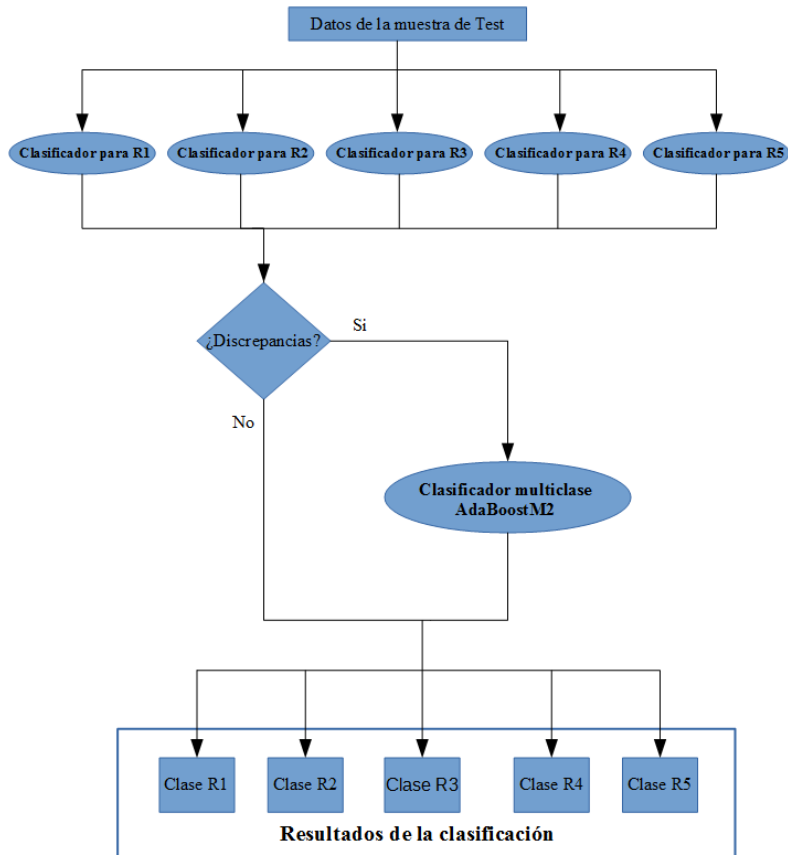 Datos de la muestra de Test
Clasificador para R1
Clasificador para R2
Clasificador para R3
Clasificador para R4
Clasificador para R5
¿Discrepancias?
Si
No
Clasificador multiclase
AdaBoostM2
Clase R1
Clase R2
Clase R3
Clase R4
Clase R5
Resultados de la clasificación